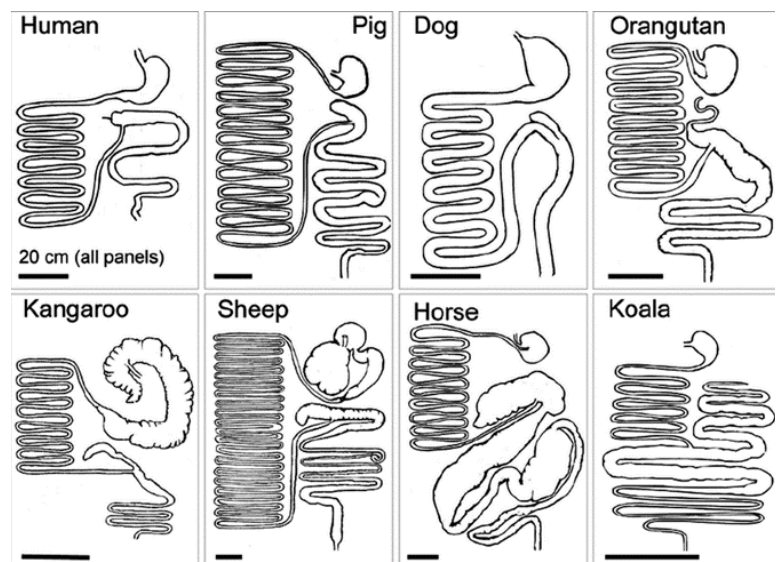 Human
Pig
Dog
Orangutan
20 cm (all panels)
Kangaroo
Sheep
Horse
Koala